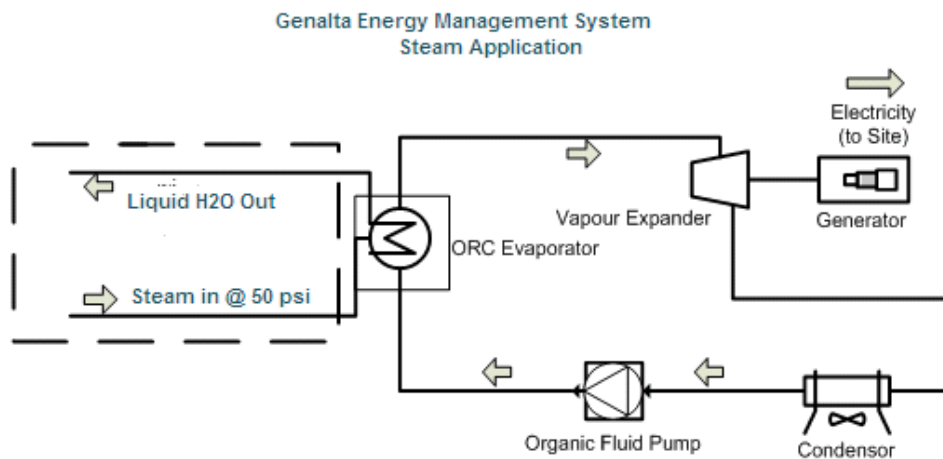 Genalta Energy Management System
Steam Application
Electricity
(to Site)
Liquid H2O Out
Vapour Expander
Generator
ORC Evaporator
Steam in @ 50 psi
Organic Fluid Pump
Condensor